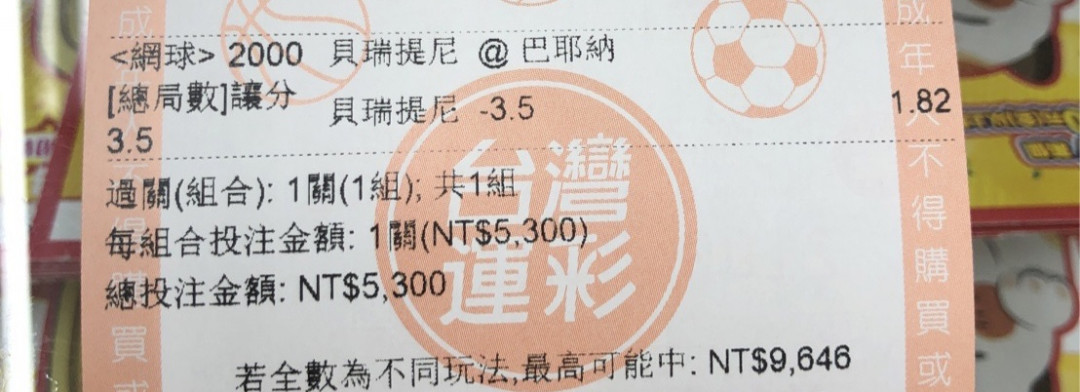 <網球> 2000 貝瑞提尼 @ 巴耶納
[總局數]讓分 貝瑞提尼 -3.5 1.82
3.5
過關(組合): 1關(1組); 共1組
每組合投注金額: 1關(NT$5,300)
總投注金額: NT$5,300
若全數為不同玩法,最高可能中: NT$9,646
台灣
運彩
成
年
人
不
得
購
買
或